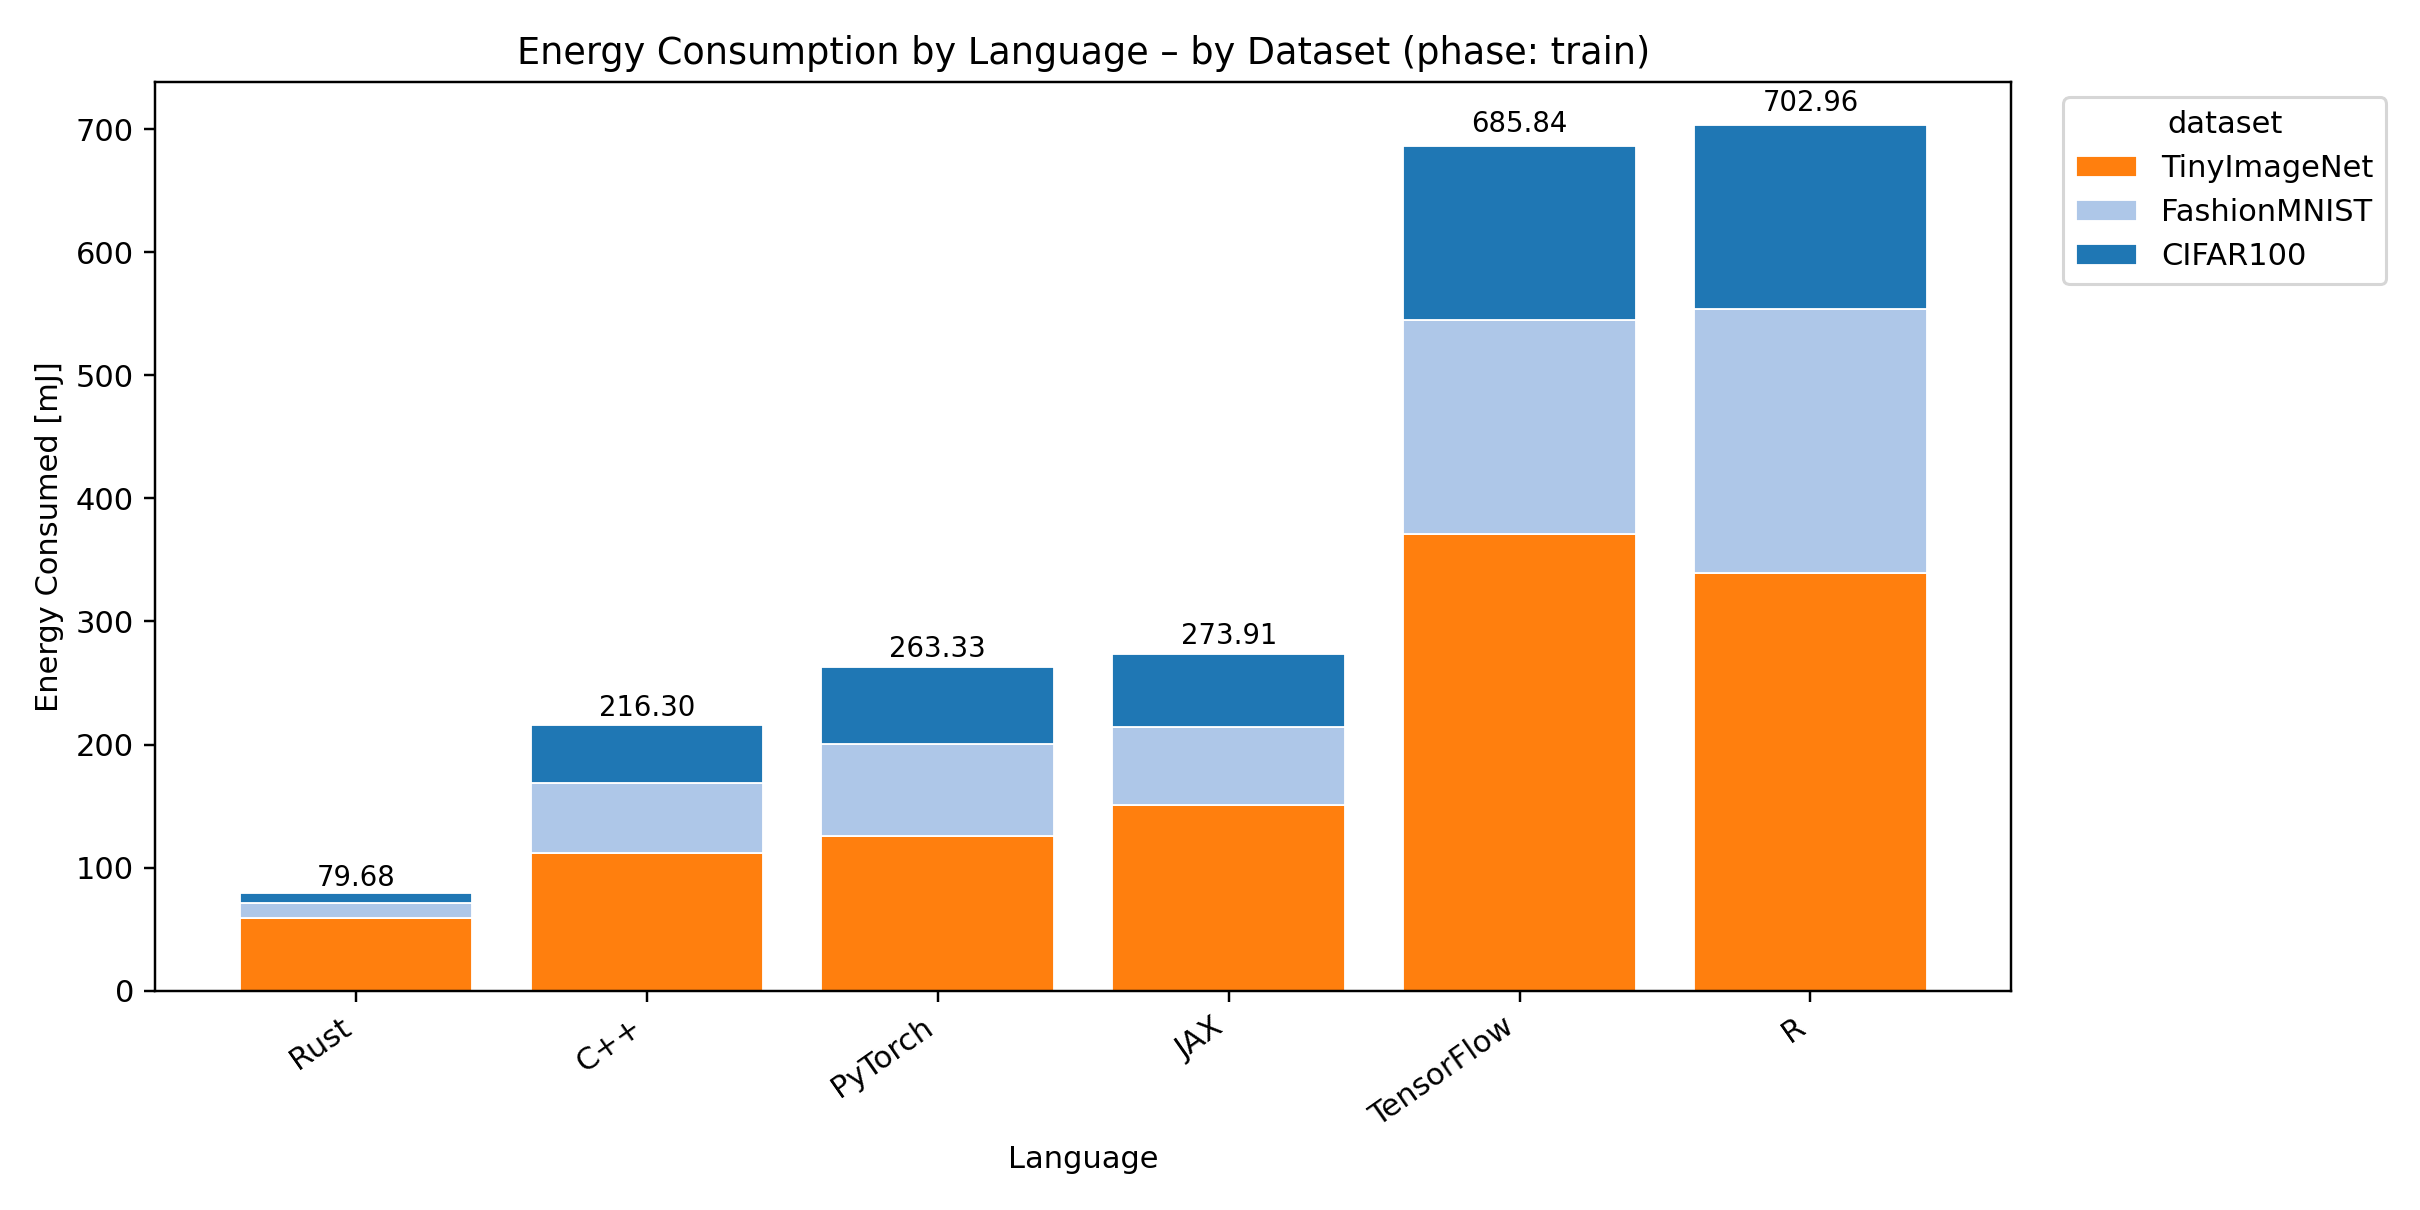 Energy Consumption by Language – by Dataset (phase: train)
Energy Consumed [mJ]
700
600
500
400
300
200
100
0
79.68
216.30
263.33
273.91
685.84
702.96
Rust
C++
PyTorch
JAX
TensorFlow
R
Language
dataset
TinyImageNet
FashionMNIST
CIFAR100